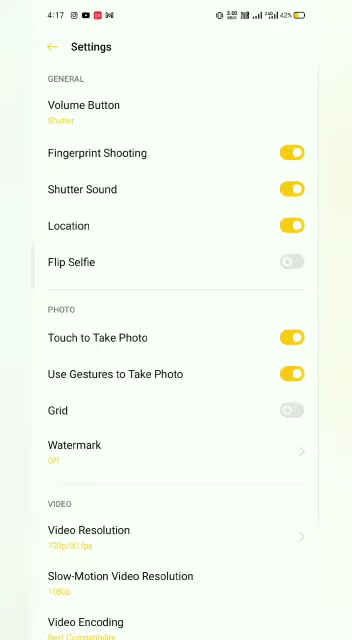 4:17
2.00
42%
Settings
GENERAL
Volume Button
Shutter
Fingerprint Shooting
Shutter Sound
Location
Flip Selfie
PHOTO
Touch to Take Photo
Use Gestures to Take Photo
Grid
Watermark
Off
VIDEO
Video Resolution
720p/30 fps
Slow-Motion Video Resolution
1080p
Video Encoding
Best Compatibility